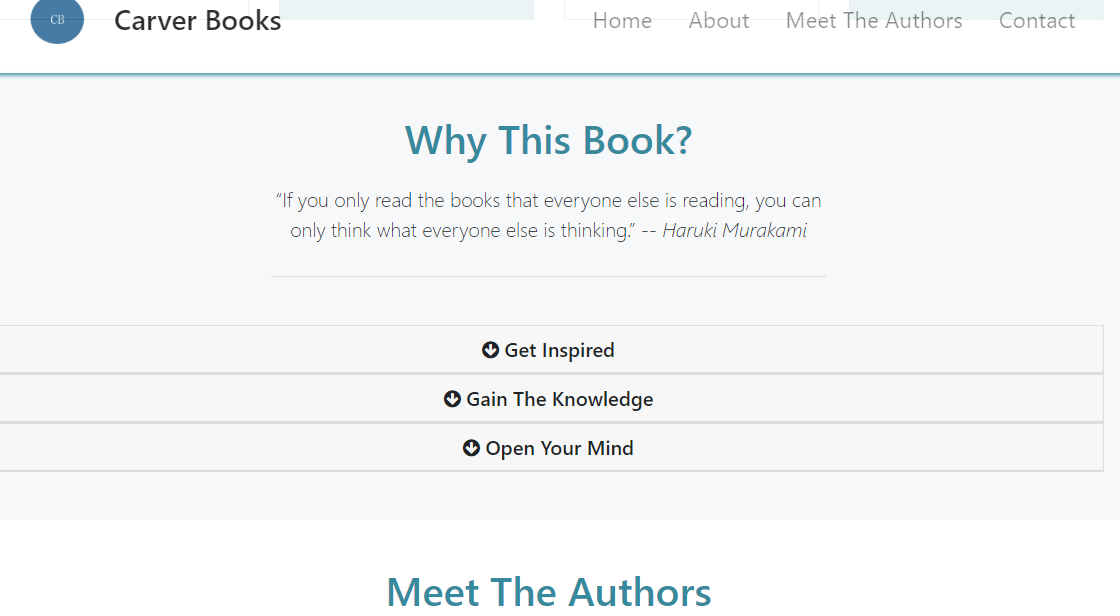 CB
Carver Books
Home About Meet The Authors Contact
Why This Book?
“If you only read the books that everyone else is reading, you can
only think what everyone else is thinking.” -- Haruki Murakami
Get Inspired
Gain The Knowledge
Open Your Mind
Meet The Authors